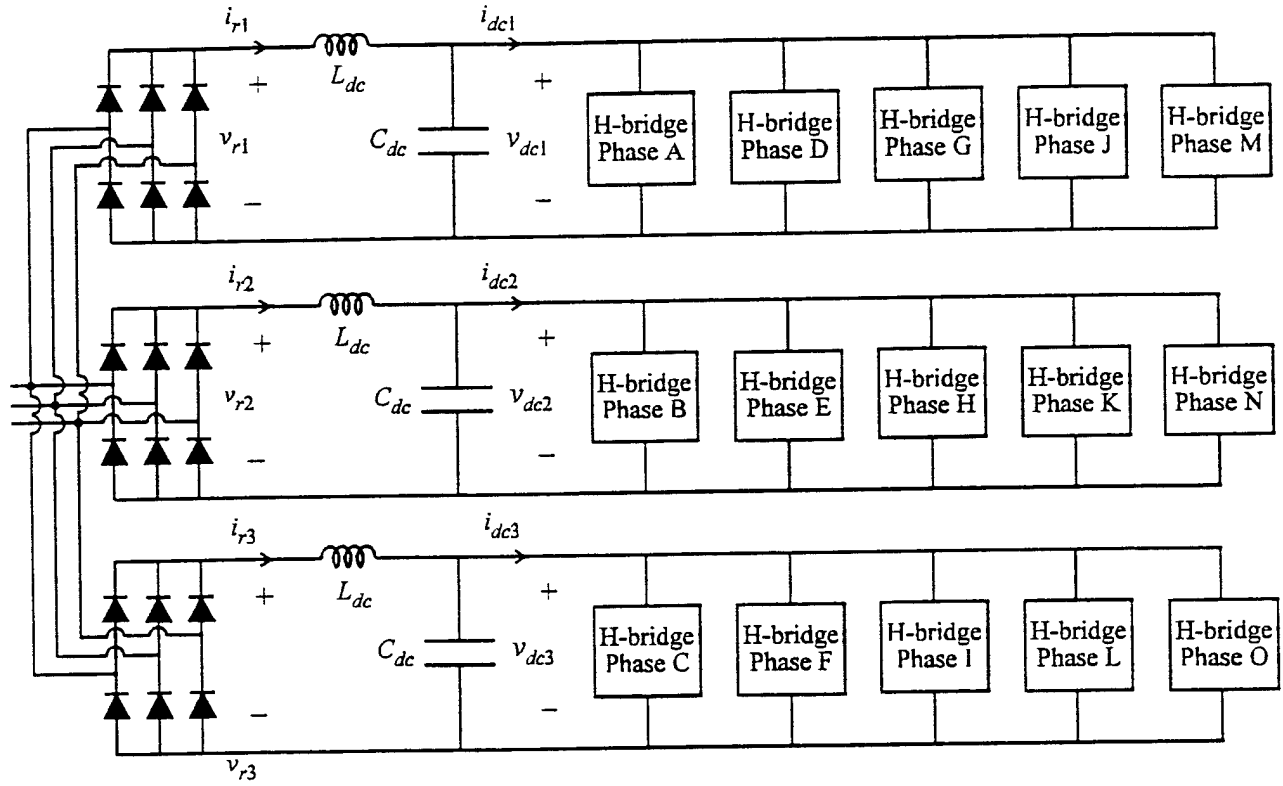 i_r1
i_dc1
L_dc
+
+
v_r1
C_dc
v_dc1
−
−
H-bridge
Phase A
H-bridge
Phase D
H-bridge
Phase G
H-bridge
Phase J
H-bridge
Phase M
i_r2
i_dc2
L_dc
+
+
v_r2
C_dc
v_dc2
−
−
H-bridge
Phase B
H-bridge
Phase E
H-bridge
Phase H
H-bridge
Phase K
H-bridge
Phase N
i_r3
i_dc3
L_dc
+
+
C_dc
v_dc3
−
−
v_r3
H-bridge
Phase C
H-bridge
Phase F
H-bridge
Phase I
H-bridge
Phase L
H-bridge
Phase O